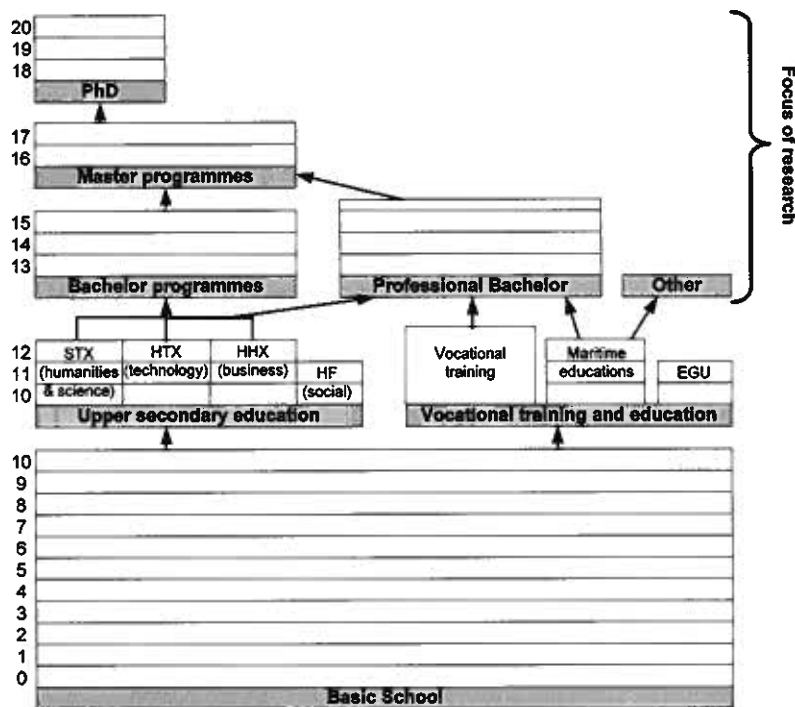 20
19
18
PhD
17
16
Master programmes
15
14
13
Bachelor programmes
Professional Bachelor
Other
Focus of research
12
11
10
STX
(humanities
& science)
HTX
(technology)
HHX
(business)
HF
(social)
Upper secondary education
Vocational
training
Maritime
educations
EGU
Vocational training and education
10
9
8
7
6
5
4
3
2
1
0
Basic School